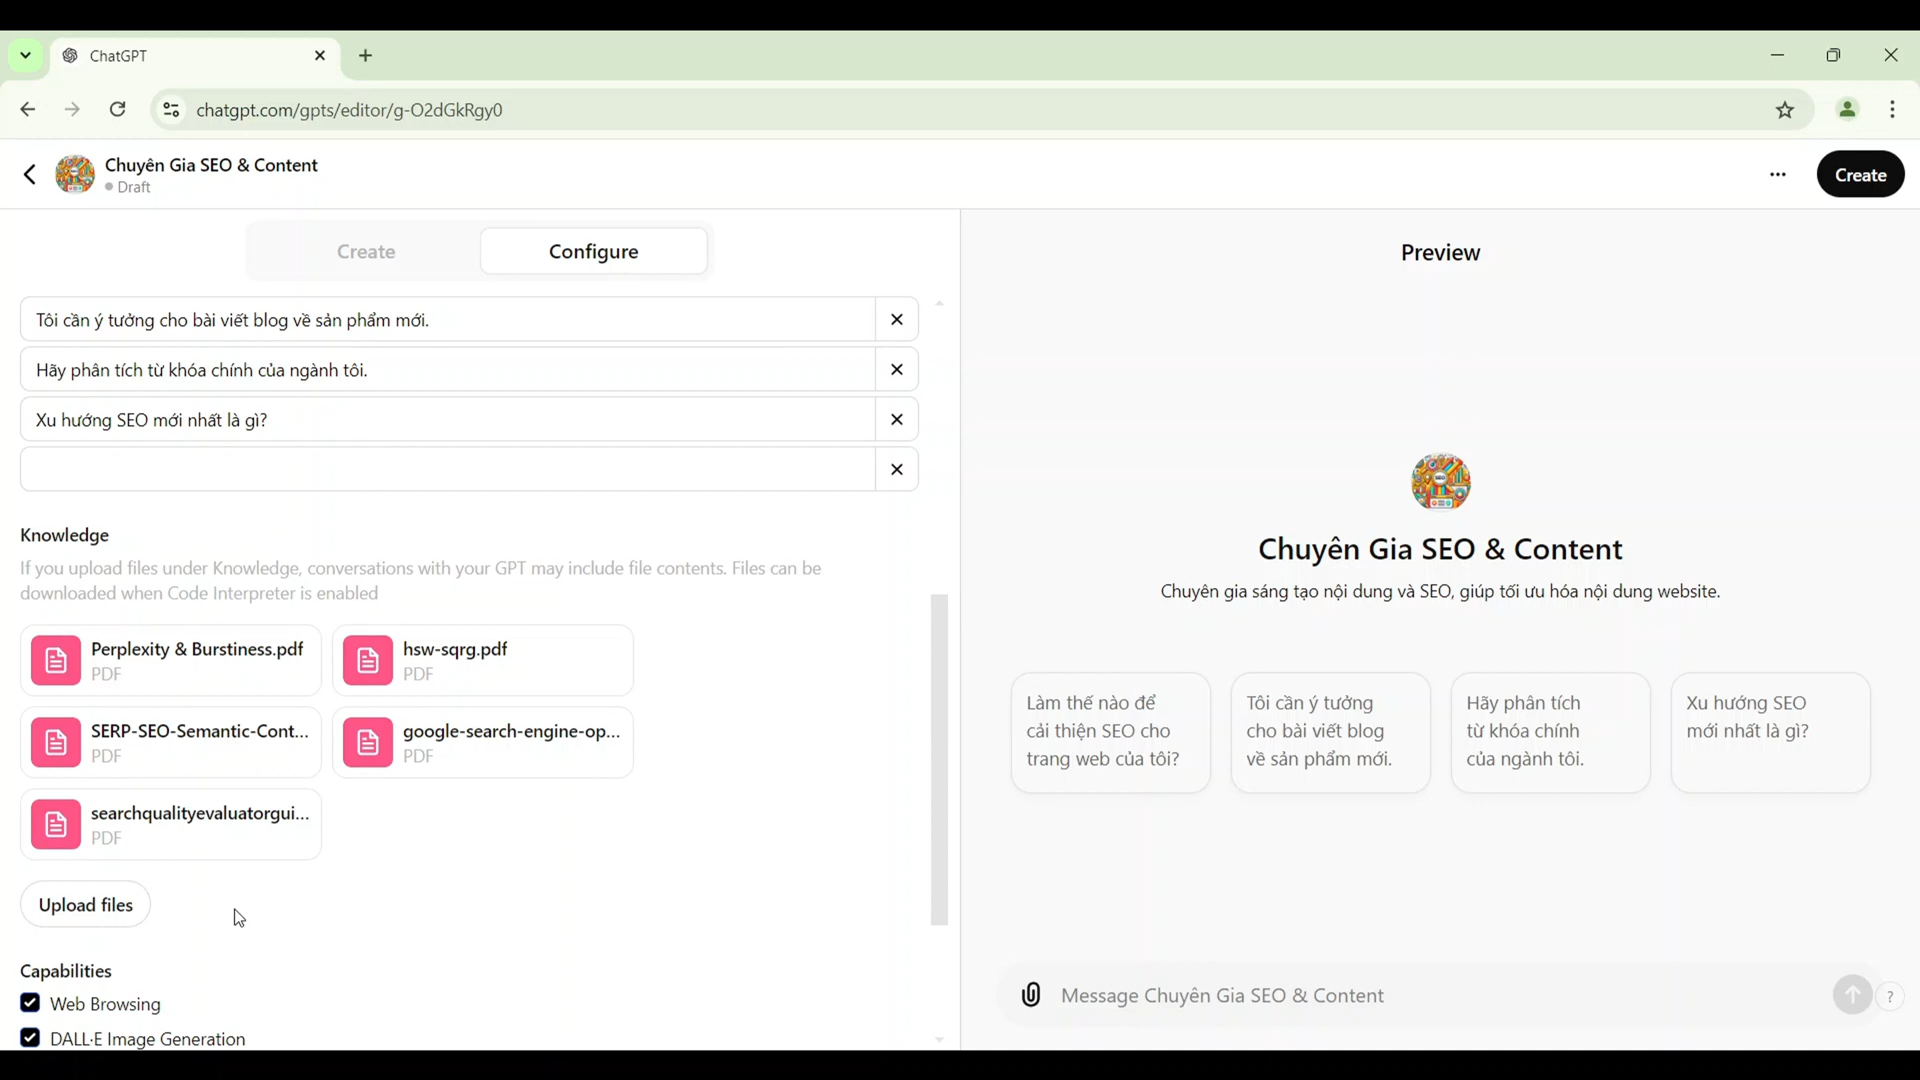 ChatGPT
chatgpt.com/gpts/editor/g-O2dGkRgy0
Chuyên Gia SEO & Content
Draft
Create
Create
Configure
Tôi cần ý tưởng cho bài viết blog về sản phẩm mới.
Hãy phân tích từ khóa chính của ngành tôi.
Xu hướng SEO mới nhất là gì?
Knowledge
If you upload files under Knowledge, conversations with your GPT may include file contents. Files can be
downloaded when Code Interpreter is enabled
Perplexity & Burstiness.pdf
PDF
hsw-sqrg.pdf
PDF
SERP-SEO-Semantic-Cont...
PDF
google-search-engine-op...
PDF
searchqualityevaluatorgui...
PDF
Upload files
Capabilities
Web Browsing
DALL·E Image Generation
Preview
Chuyên Gia SEO & Content
Chuyên gia sáng tạo nội dung và SEO, giúp tối ưu hóa nội dung website.
Làm thế nào để
cải thiện SEO cho
trang web của tôi?
Tôi cần ý tưởng
cho bài viết blog
về sản phẩm mới.
Hãy phân tích
từ khóa chính
của ngành tôi.
Xu hướng SEO
mới nhất là gì?
Message Chuyên Gia SEO & Content
?